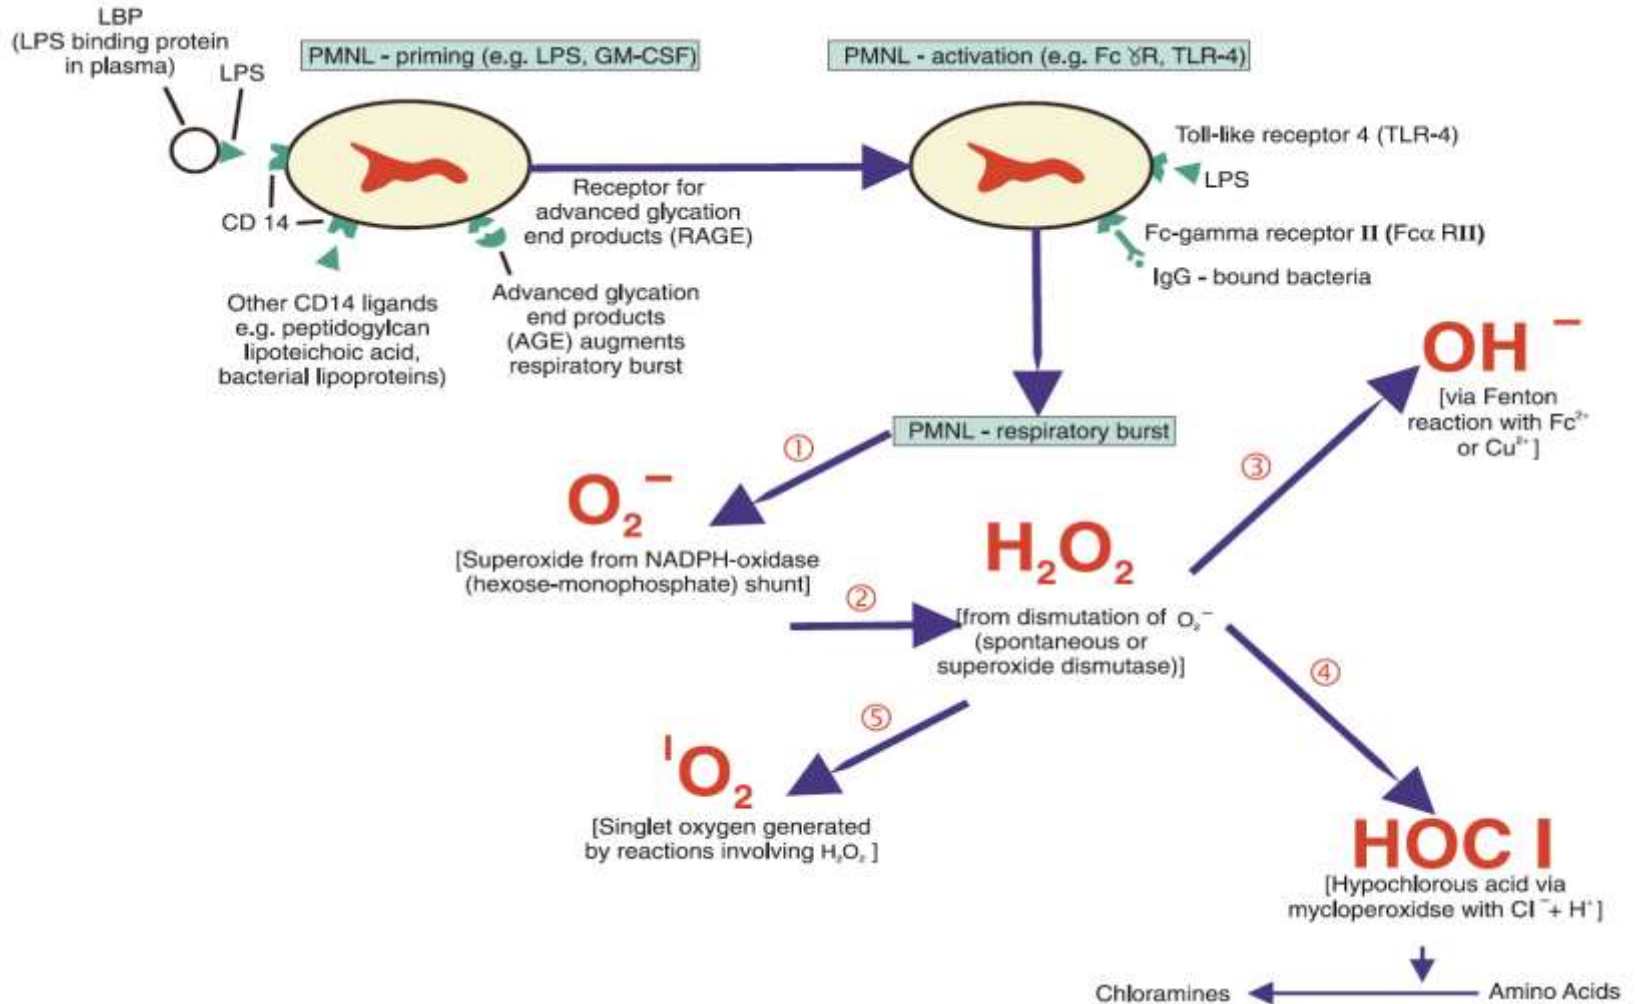 LBP
(LPS binding protein
in plasma)
LPS
PMNL - priming (e.g. LPS, GM-CSF)
PMNL - activation (e.g. Fc ɣR, TLR-4)
CD 14
Receptor for
advanced glycation
end products (RAGE)
Toll-like receptor 4 (TLR-4)
LPS
Fc-gamma receptor II (Fcα RII)
IgG - bound bacteria
Other CD14 ligands
e.g. peptidogylcan
lipoteichoic acid,
bacterial lipoproteins)
Advanced glycation
end products
(AGE) augments
respiratory burst
PMNL - respiratory burst
①
O₂⁻
[Superoxide from NADPH-oxidase
(hexose-monophosphate) shunt]
②
H₂O₂
[from dismutation of O₂⁻
(spontaneous or
superoxide dismutase)]
③
OH⁻
[via Fenton
reaction with Fc²⁺
or Cu²⁺]
④
HOC I
[Hypochlorous acid via
mycloperoxidse with CI⁻+ H⁺]
⑤
¹O₂
[Singlet oxygen generated
by reactions involving H₂O₂ ]
Chloramines
Amino Acids